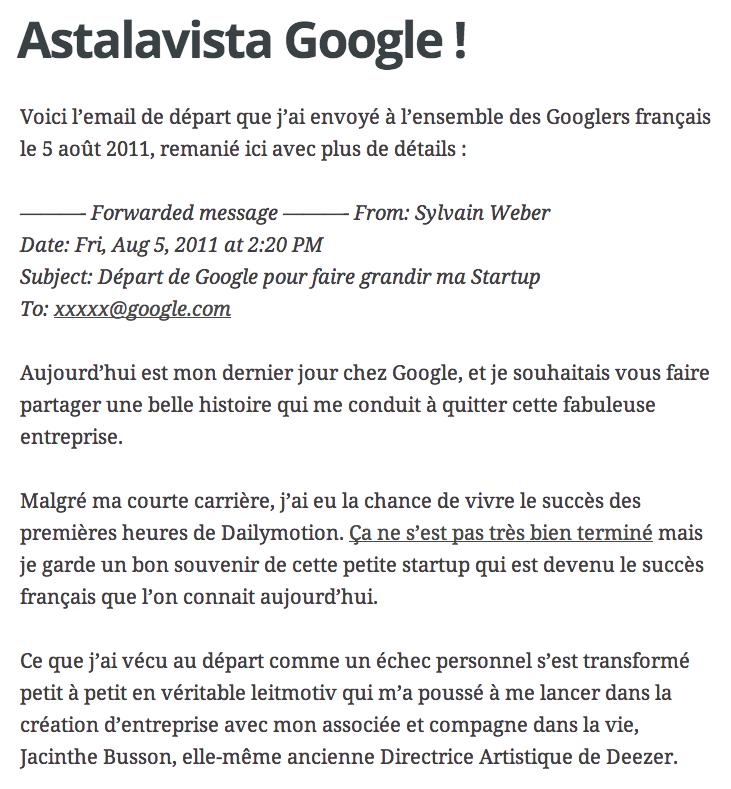 Astalavista Google !
Voici l’email de départ que j’ai envoyé à l’ensemble des Googlers français
le 5 août 2011, remanié ici avec plus de détails :
———- Forwarded message ———- From: Sylvain Weber
Date: Fri, Aug 5, 2011 at 2:20 PM
Subject: Départ de Google pour faire grandir ma Startup
To: xxxxx@google.com
Aujourd’hui est mon dernier jour chez Google, et je souhaitais vous faire
partager une belle histoire qui me conduit à quitter cette fabuleuse
entreprise.
Malgré ma courte carrière, j’ai eu la chance de vivre le succès des
premières heures de Dailymotion. Ça ne s’est pas très bien terminé mais
je garde un bon souvenir de cette petite startup qui est devenu le succès
français que l’on connait aujourd’hui.
Ce que j’ai vécu au départ comme un échec personnel s’est transformé
petit à petit en véritable leitmotiv qui m’a poussé à me lancer dans la
création d’entreprise avec mon associée et compagne dans la vie,
Jacinthe Busson, elle-même ancienne Directrice Artistique de Deezer.